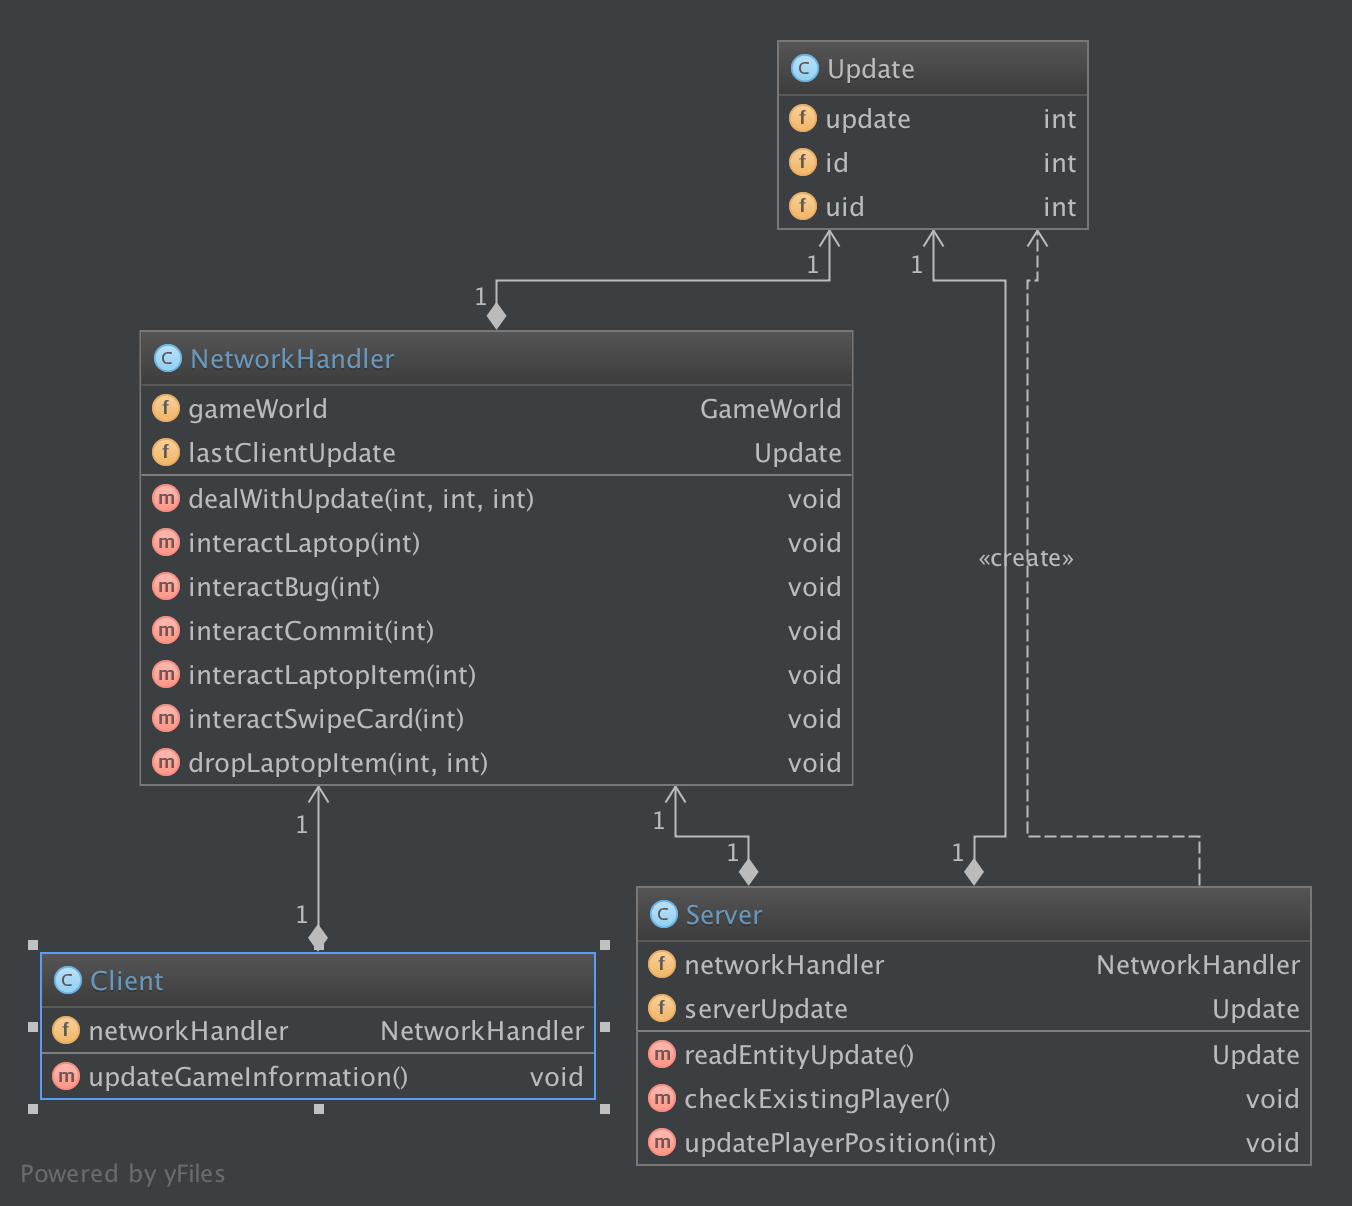 C Update
f update int
f id int
f uid int
1 1
1
C NetworkHandler
f gameWorld GameWorld
f lastClientUpdate Update
m dealWithUpdate(int, int, int) void
m interactLaptop(int) void
«create»
m interactBug(int) void
m interactCommit(int) void
m interactLaptopItem(int) void
m interactSwipeCard(int) void
m dropLaptopItem(int, int) void
1 1
1 1
1
C Server
C Client
f networkHandler NetworkHandler
m updateGameInformation() void
f networkHandler NetworkHandler
f serverUpdate Update
m readEntityUpdate() Update
m checkExistingPlayer() void
m updatePlayerPosition(int) void
Powered by yFiles